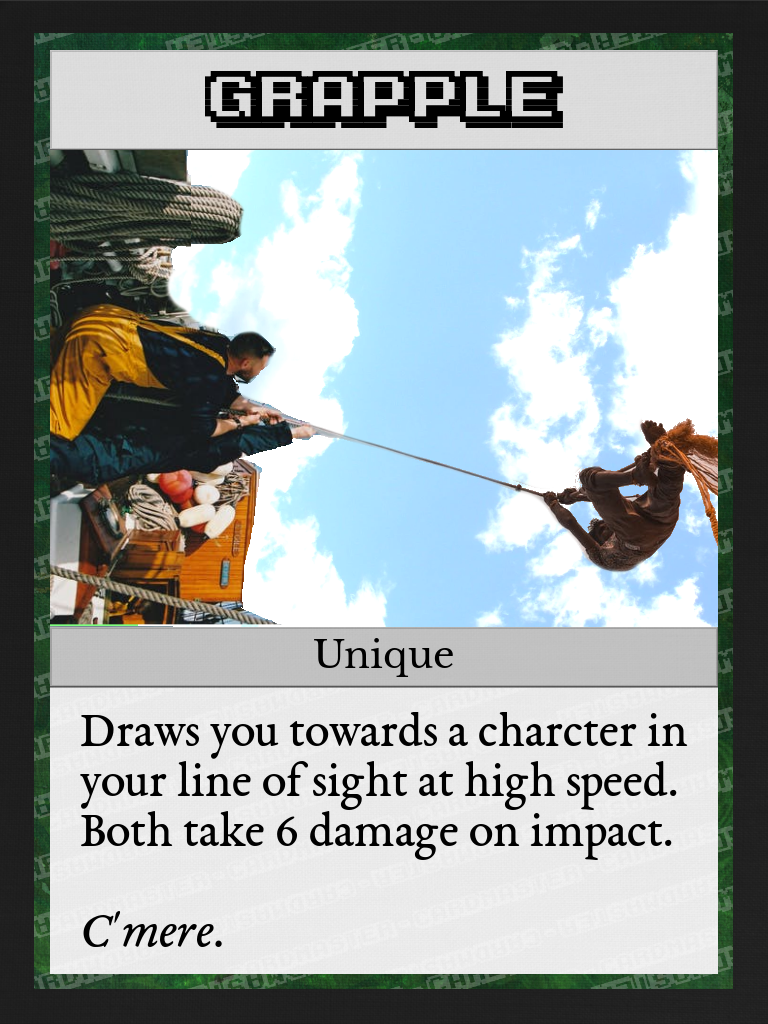 GRAPPLE
Unique
Draws you towards a charcter in
your line of sight at high speed.
Both take 6 damage on impact.
C'mere.